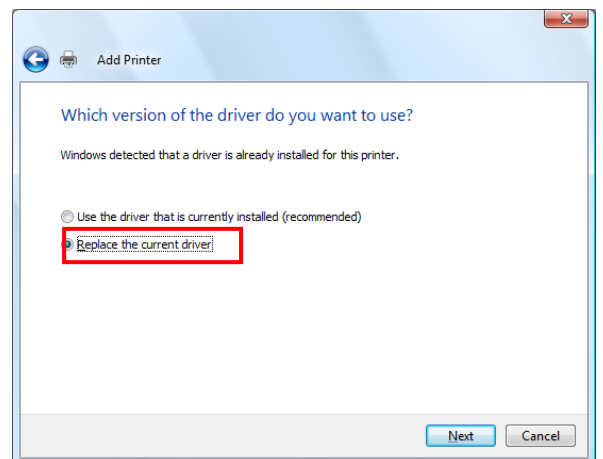 Add Printer
Which version of the driver do you want to use?
Windows detected that a driver is already installed for this printer.
Use the driver that is currently installed (recommended)
Replace the current driver
Next Cancel